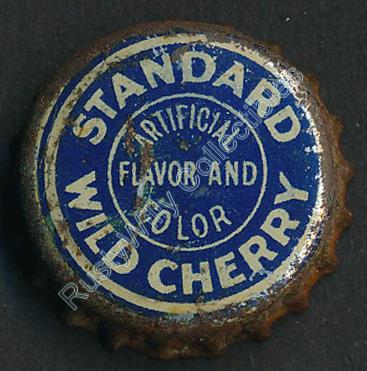 STANDARD
ARTIFICIAL
FLAVOR AND
COLOR
WILD CHERRY